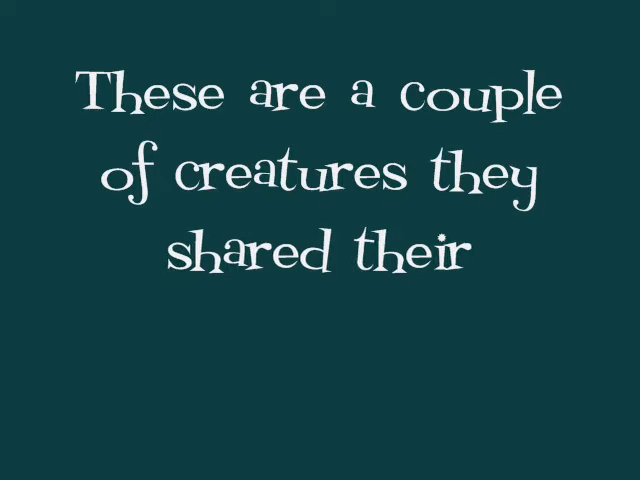 These are a couple
of creatures they
shared their